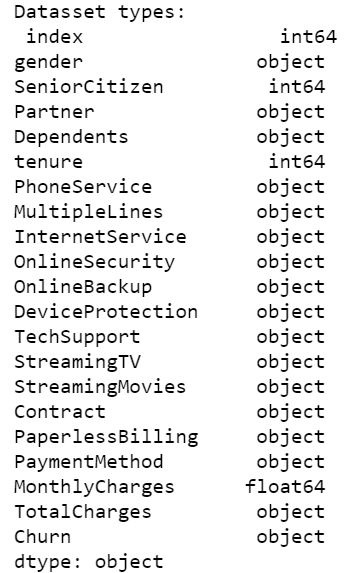 Datasset types:
index int64
gender object
SeniorCitizen int64
Partner object
Dependents object
tenure int64
PhoneService object
MultipleLines object
InternetService object
OnlineSecurity object
OnlineBackup object
DeviceProtection object
TechSupport object
StreamingTV object
StreamingMovies object
Contract object
PaperlessBilling object
PaymentMethod object
MonthlyCharges float64
TotalCharges object
Churn object
dtype: object